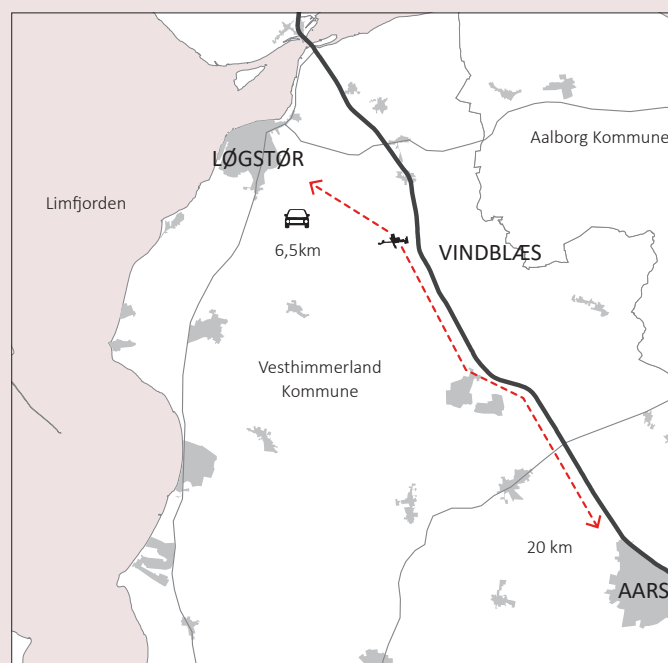 Aalborg Kommune
LØGSTØR
Limfjorden
6,5km
VINDBLÆS
Vesthimmerland
Kommune
20 km
AARS